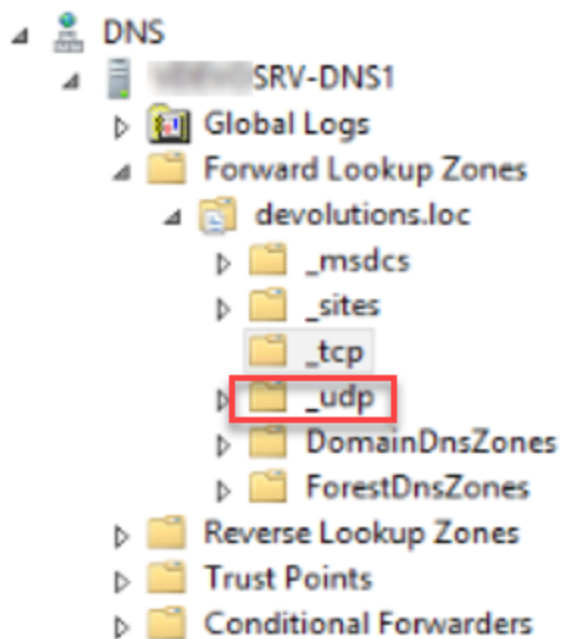 DNS
SRV-DNS1
Global Logs
Forward Lookup Zones
devolutions.loc
_msdcs
_sites
_tcp
_udp
DomainDnsZones
ForestDnsZones
Reverse Lookup Zones
Trust Points
Conditional Forwarders